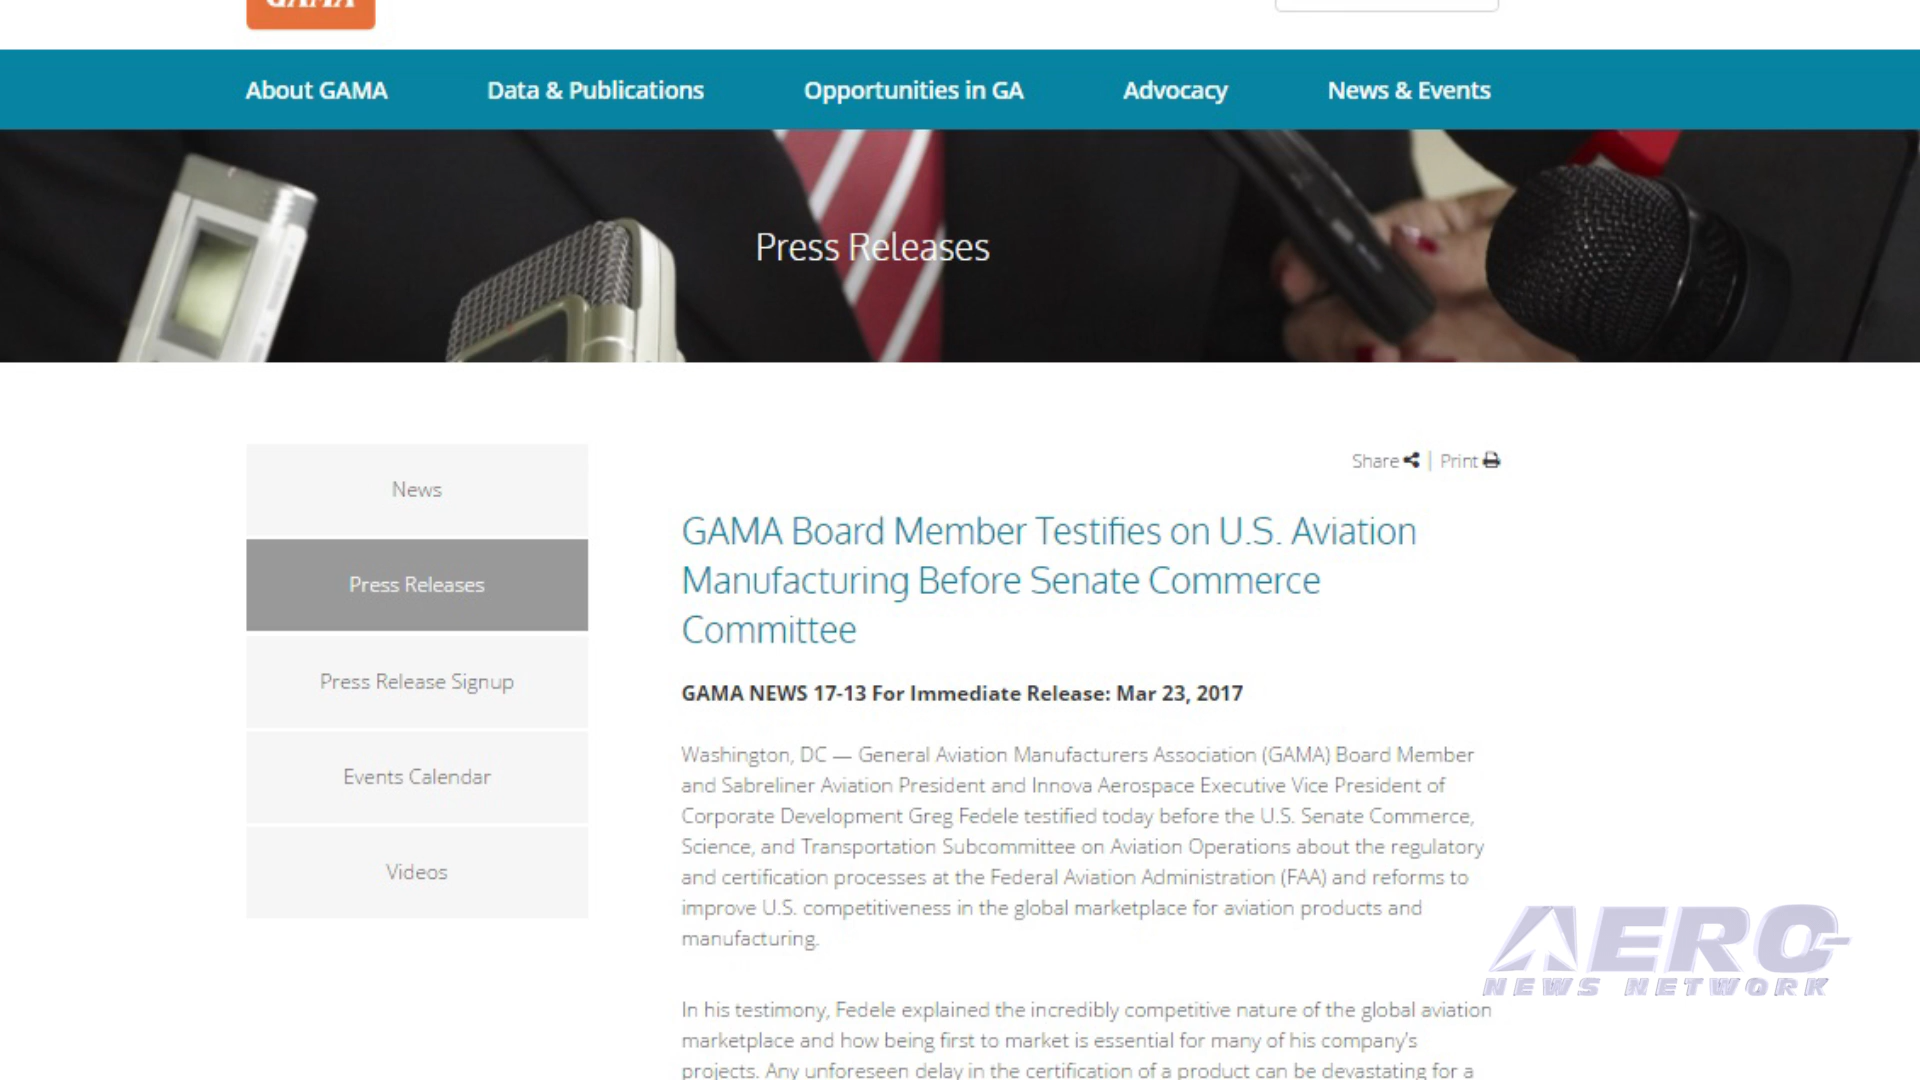 GAMA
About GAMA
Data & Publications
Opportunities in GA
Advocacy
News & Events
Press Releases
Share | Print
News
Press Releases
Press Release Signup
Events Calendar
Videos
GAMA Board Member Testifies on U.S. Aviation
Manufacturing Before Senate Commerce
Committee
GAMA NEWS 17-13 For Immediate Release: Mar 23, 2017
Washington, DC — General Aviation Manufacturers Association (GAMA) Board Member
and Sabreliner Aviation President and Innova Aerospace Executive Vice President of
Corporate Development Greg Fedele testified today before the U.S. Senate Commerce,
Science, and Transportation Subcommittee on Aviation Operations about the regulatory
and certification processes at the Federal Aviation Administration (FAA) and reforms to
improve U.S. competitiveness in the global marketplace for aviation products and
manufacturing.
In his testimony, Fedele explained the incredibly competitive nature of the global aviation
marketplace and how being first to market is essential for many of his company's
projects. Any unforeseen delay in the certification of a product can be devastating for a
AERO-
NEWS NETWORK